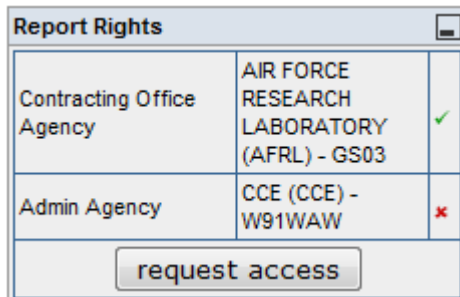 Report Rights
Contracting Office
Agency
AIR FORCE
RESEARCH
LABORATORY
(AFRL) - GS03
Admin Agency
CCE (CCE) -
W91WAW
request access